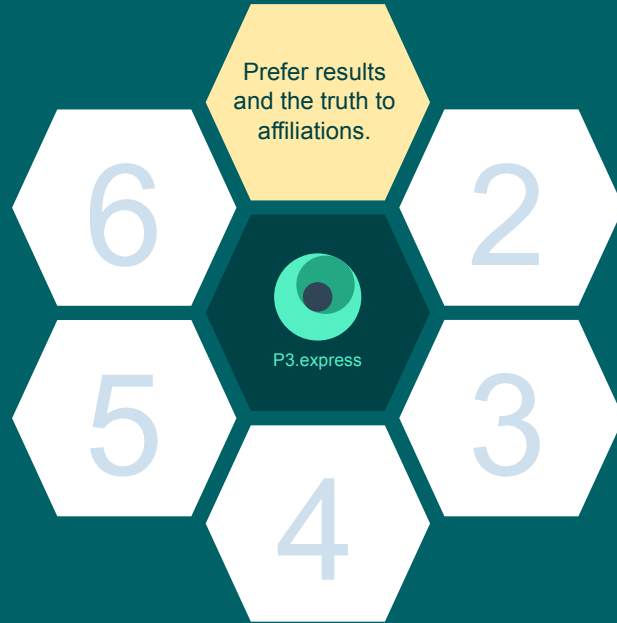 Prefer results
and the truth to
affiliations.
6
2
P3.express
5
3
4